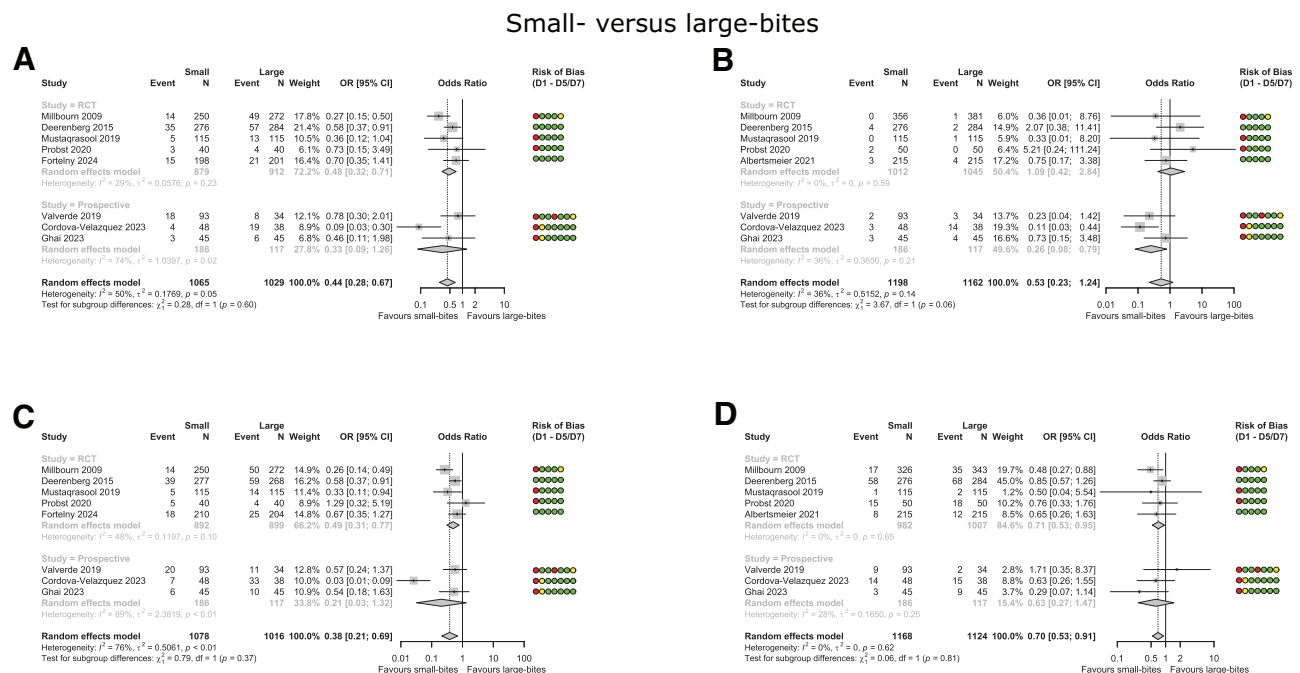 Small- versus large-bites
A
Small Large Risk of Bias
Study Event N Event N Weight OR [95% CI] Odds Ratio (D1 - D5/D7)
Study = RCT
Millbourn 2009 14 250 49 272 17.8% 0.27 [0.15; 0.50]
Deerenberg 2015 35 276 57 284 21.4% 0.58 [0.37; 0.91]
Mustaqrasool 2019 5 115 13 115 10.5% 0.36 [0.12; 1.04]
Probst 2020 3 40 4 40 6.1% 0.73 [0.15; 3.49]
Fortelny 2024 15 198 21 201 16.4% 0.70 [0.35; 1.41]
Random effects model 879 912 72.2% 0.48 [0.32; 0.71]
Heterogeneity: I² = 29%, τ² = 0.0576, p = 0.23
Study = Prospective
Valverde 2019 18 93 8 34 12.1% 0.78 [0.30; 2.01]
Cordova-Velazquez 2023 4 48 19 38 9.0% 0.09 [0.03; 0.30]
Ghai 2023 3 45 6 45 6.8% 0.46 [0.11; 1.98]
Random effects model 186 117 27.8% 0.33 [0.09; 1.26]
Heterogeneity: I² = 74%, τ² = 1.0397, p = 0.02
Random effects model 1065 1029 100.0% 0.44 [0.28; 0.67]
Heterogeneity: I² = 50%, τ² = 0.1769, p = 0.05
Test for subgroup differences: χ²₁ = 0.28, df = 1 (p = 0.60)
0.1 0.5 1 2 10
Favours small-bites Favours large-bites
B
Small Large Risk of Bias
Study Event N Event N Weight OR [95% CI] Odds Ratio (D1 - D5/D7)
Study = RCT
Millbourn 2009 0 356 1 381 6.0% 0.36 [0.01; 8.76]
Deerenberg 2015 4 276 2 284 14.9% 2.07 [0.38; 11.41]
Mustaqrasool 2019 0 115 1 115 5.9% 0.33 [0.01; 8.20]
Probst 2020 2 50 0 50 6.4% 5.21 [0.24; 111.24]
Albertsmeier 2021 3 215 4 215 17.2% 0.75 [0.17; 3.38]
Random effects model 1012 1045 50.4% 1.09 [0.42; 2.84]
Heterogeneity: I² = 0%, τ² = 0, p = 0.59
Study = Prospective
Valverde 2019 2 93 3 34 13.7% 0.23 [0.04; 1.42]
Cordova-Velazquez 2023 3 48 14 38 19.3% 0.11 [0.03; 0.44]
Ghai 2023 3 45 4 45 16.6% 0.73 [0.15; 3.48]
Random effects model 186 117 49.6% 0.26 [0.08; 0.79]
Heterogeneity: I² = 36%, τ² = 0.3650, p = 0.21
Random effects model 1198 1162 100.0% 0.53 [0.23; 1.24]
Heterogeneity: I² = 36%, τ² = 0.5152, p = 0.14
Test for subgroup differences: χ²₁ = 3.67, df = 1 (p = 0.06)
0.01 0.1 1 10 100
Favours small-bites Favours large-bites
C
Small Large Risk of Bias
Study Event N Event N Weight OR [95% CI] Odds Ratio (D1 - D5/D7)
Study = RCT
Millbourn 2009 14 250 50 272 14.9% 0.26 [0.14; 0.49]
Deerenberg 2015 39 277 59 268 16.2% 0.58 [0.37; 0.91]
Mustaqrasool 2019 5 115 14 115 11.4% 0.33 [0.11; 0.94]
Probst 2020 5 40 4 40 8.9% 1.29 [0.32; 5.19]
Fortelny 2024 18 210 25 204 14.8% 0.67 [0.35; 1.27]
Random effects model 892 899 66.2% 0.49 [0.31; 0.77]
Heterogeneity: I² = 48%, τ² = 0.1197, p = 0.10
Study = Prospective
Valverde 2019 20 93 11 34 12.8% 0.57 [0.24; 1.37]
Cordova-Velazquez 2023 7 48 33 38 10.0% 0.03 [0.01; 0.09]
Ghai 2023 6 45 10 45 10.9% 0.54 [0.18; 1.63]
Random effects model 186 117 33.8% 0.21 [0.03; 1.32]
Heterogeneity: I² = 89%, τ² = 2.3819, p < 0.01
Random effects model 1078 1016 100.0% 0.38 [0.21; 0.69]
Heterogeneity: I² = 76%, τ² = 0.5061, p < 0.01
Test for subgroup differences: χ²₁ = 0.79, df = 1 (p = 0.37)
0.01 0.1 1 10 100
Favours small-bites Favours large-bites
D
Small Large Risk of Bias
Study Event N Event N Weight OR [95% CI] Odds Ratio (D1 - D5/D7)
Study = RCT
Millbourn 2009 17 326 35 343 19.7% 0.48 [0.27; 0.88]
Deerenberg 2015 58 276 68 284 45.0% 0.85 [0.57; 1.26]
Mustaqrasool 2019 1 115 2 115 1.2% 0.50 [0.04; 5.54]
Probst 2020 15 50 18 50 10.2% 0.76 [0.33; 1.76]
Albertsmeier 2021 8 215 12 215 8.5% 0.65 [0.26; 1.63]
Random effects model 982 1007 84.6% 0.71 [0.53; 0.95]
Heterogeneity: I² = 0%, τ² = 0, p = 0.65
Study = Prospective
Valverde 2019 9 93 2 34 2.8% 1.71 [0.35; 8.37]
Cordova-Velazquez 2023 14 48 15 38 8.9% 0.63 [0.26; 1.55]
Ghai 2023 3 45 9 45 3.7% 0.29 [0.07; 1.14]
Random effects model 186 117 15.4% 0.63 [0.27; 1.47]
Heterogeneity: I² = 28%, τ² = 0.1650, p = 0.25
Random effects model 1168 1124 100.0% 0.70 [0.53; 0.91]
Heterogeneity: I² = 0%, τ² = 0, p = 0.62
Test for subgroup differences: χ²₁ = 0.06, df = 1 (p = 0.81)
0.1 0.5 1 2 10
Favours small-bites Favours large-bites